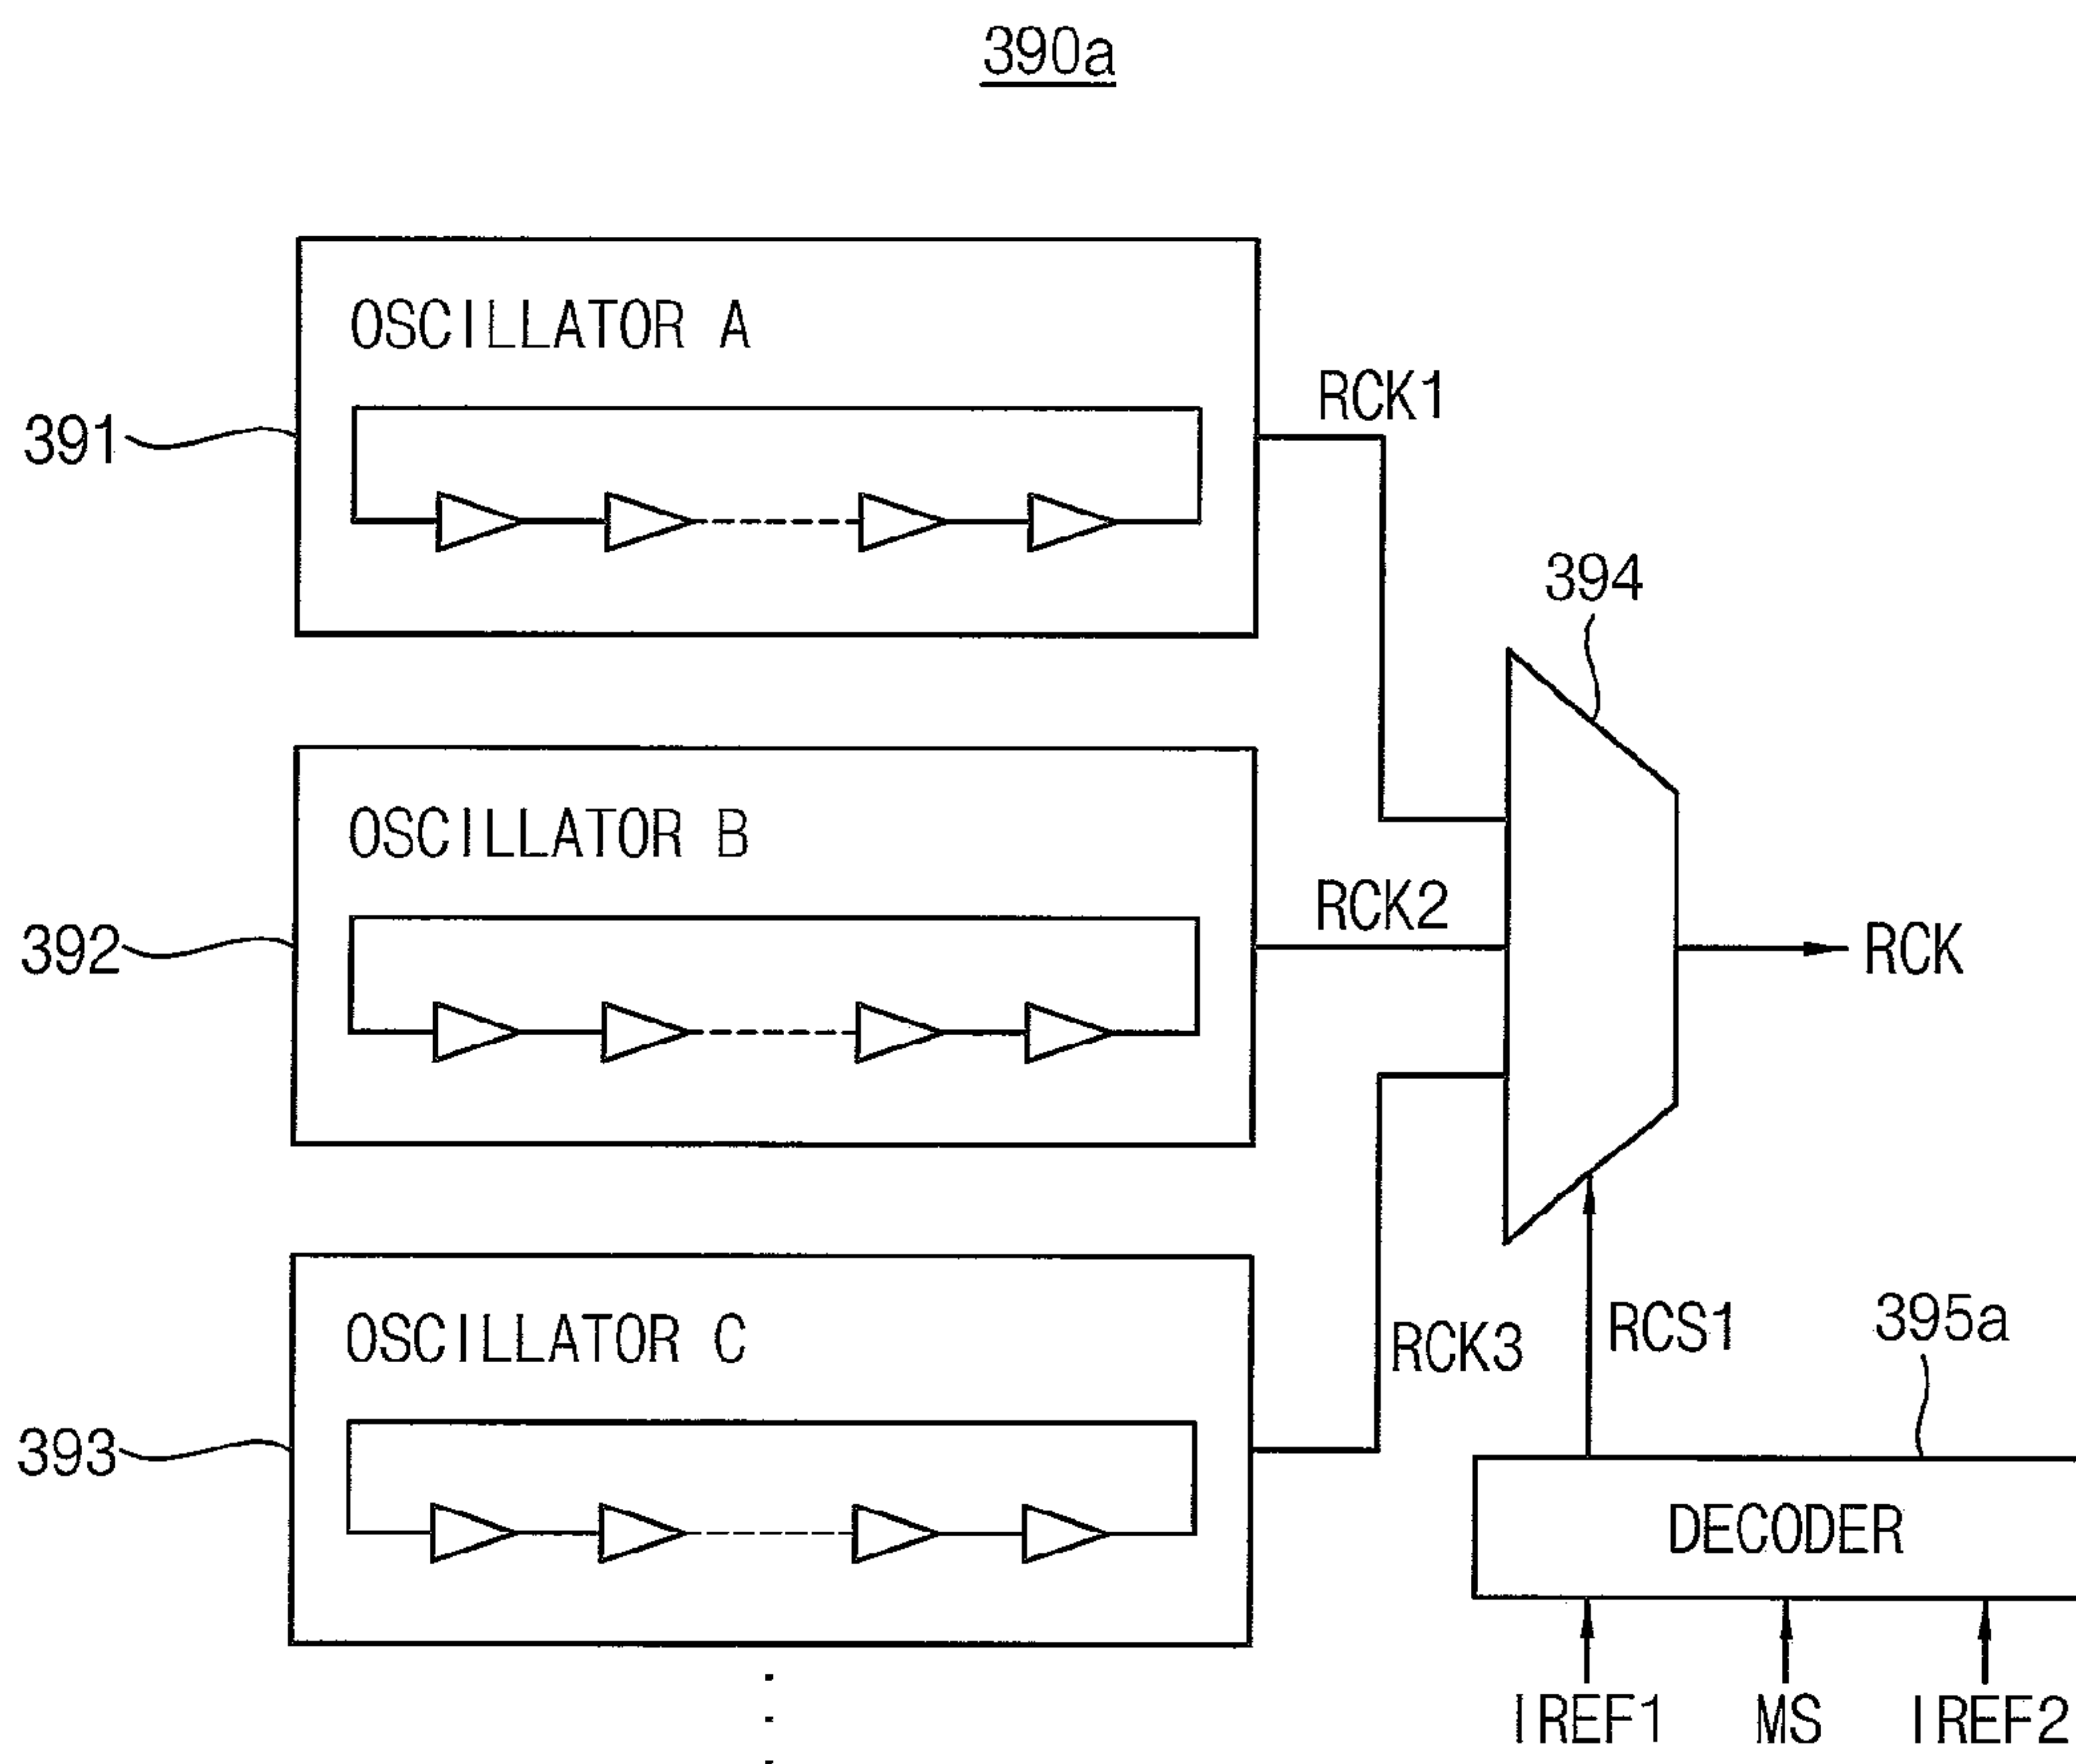 390a
OSCILLATOR A
391
RCK1
394
OSCILLATOR B
392
RCK2
RCK
OSCILLATOR C
393
RCK3
RCS1
395a
DECODER
IREF1
MS
IREF2